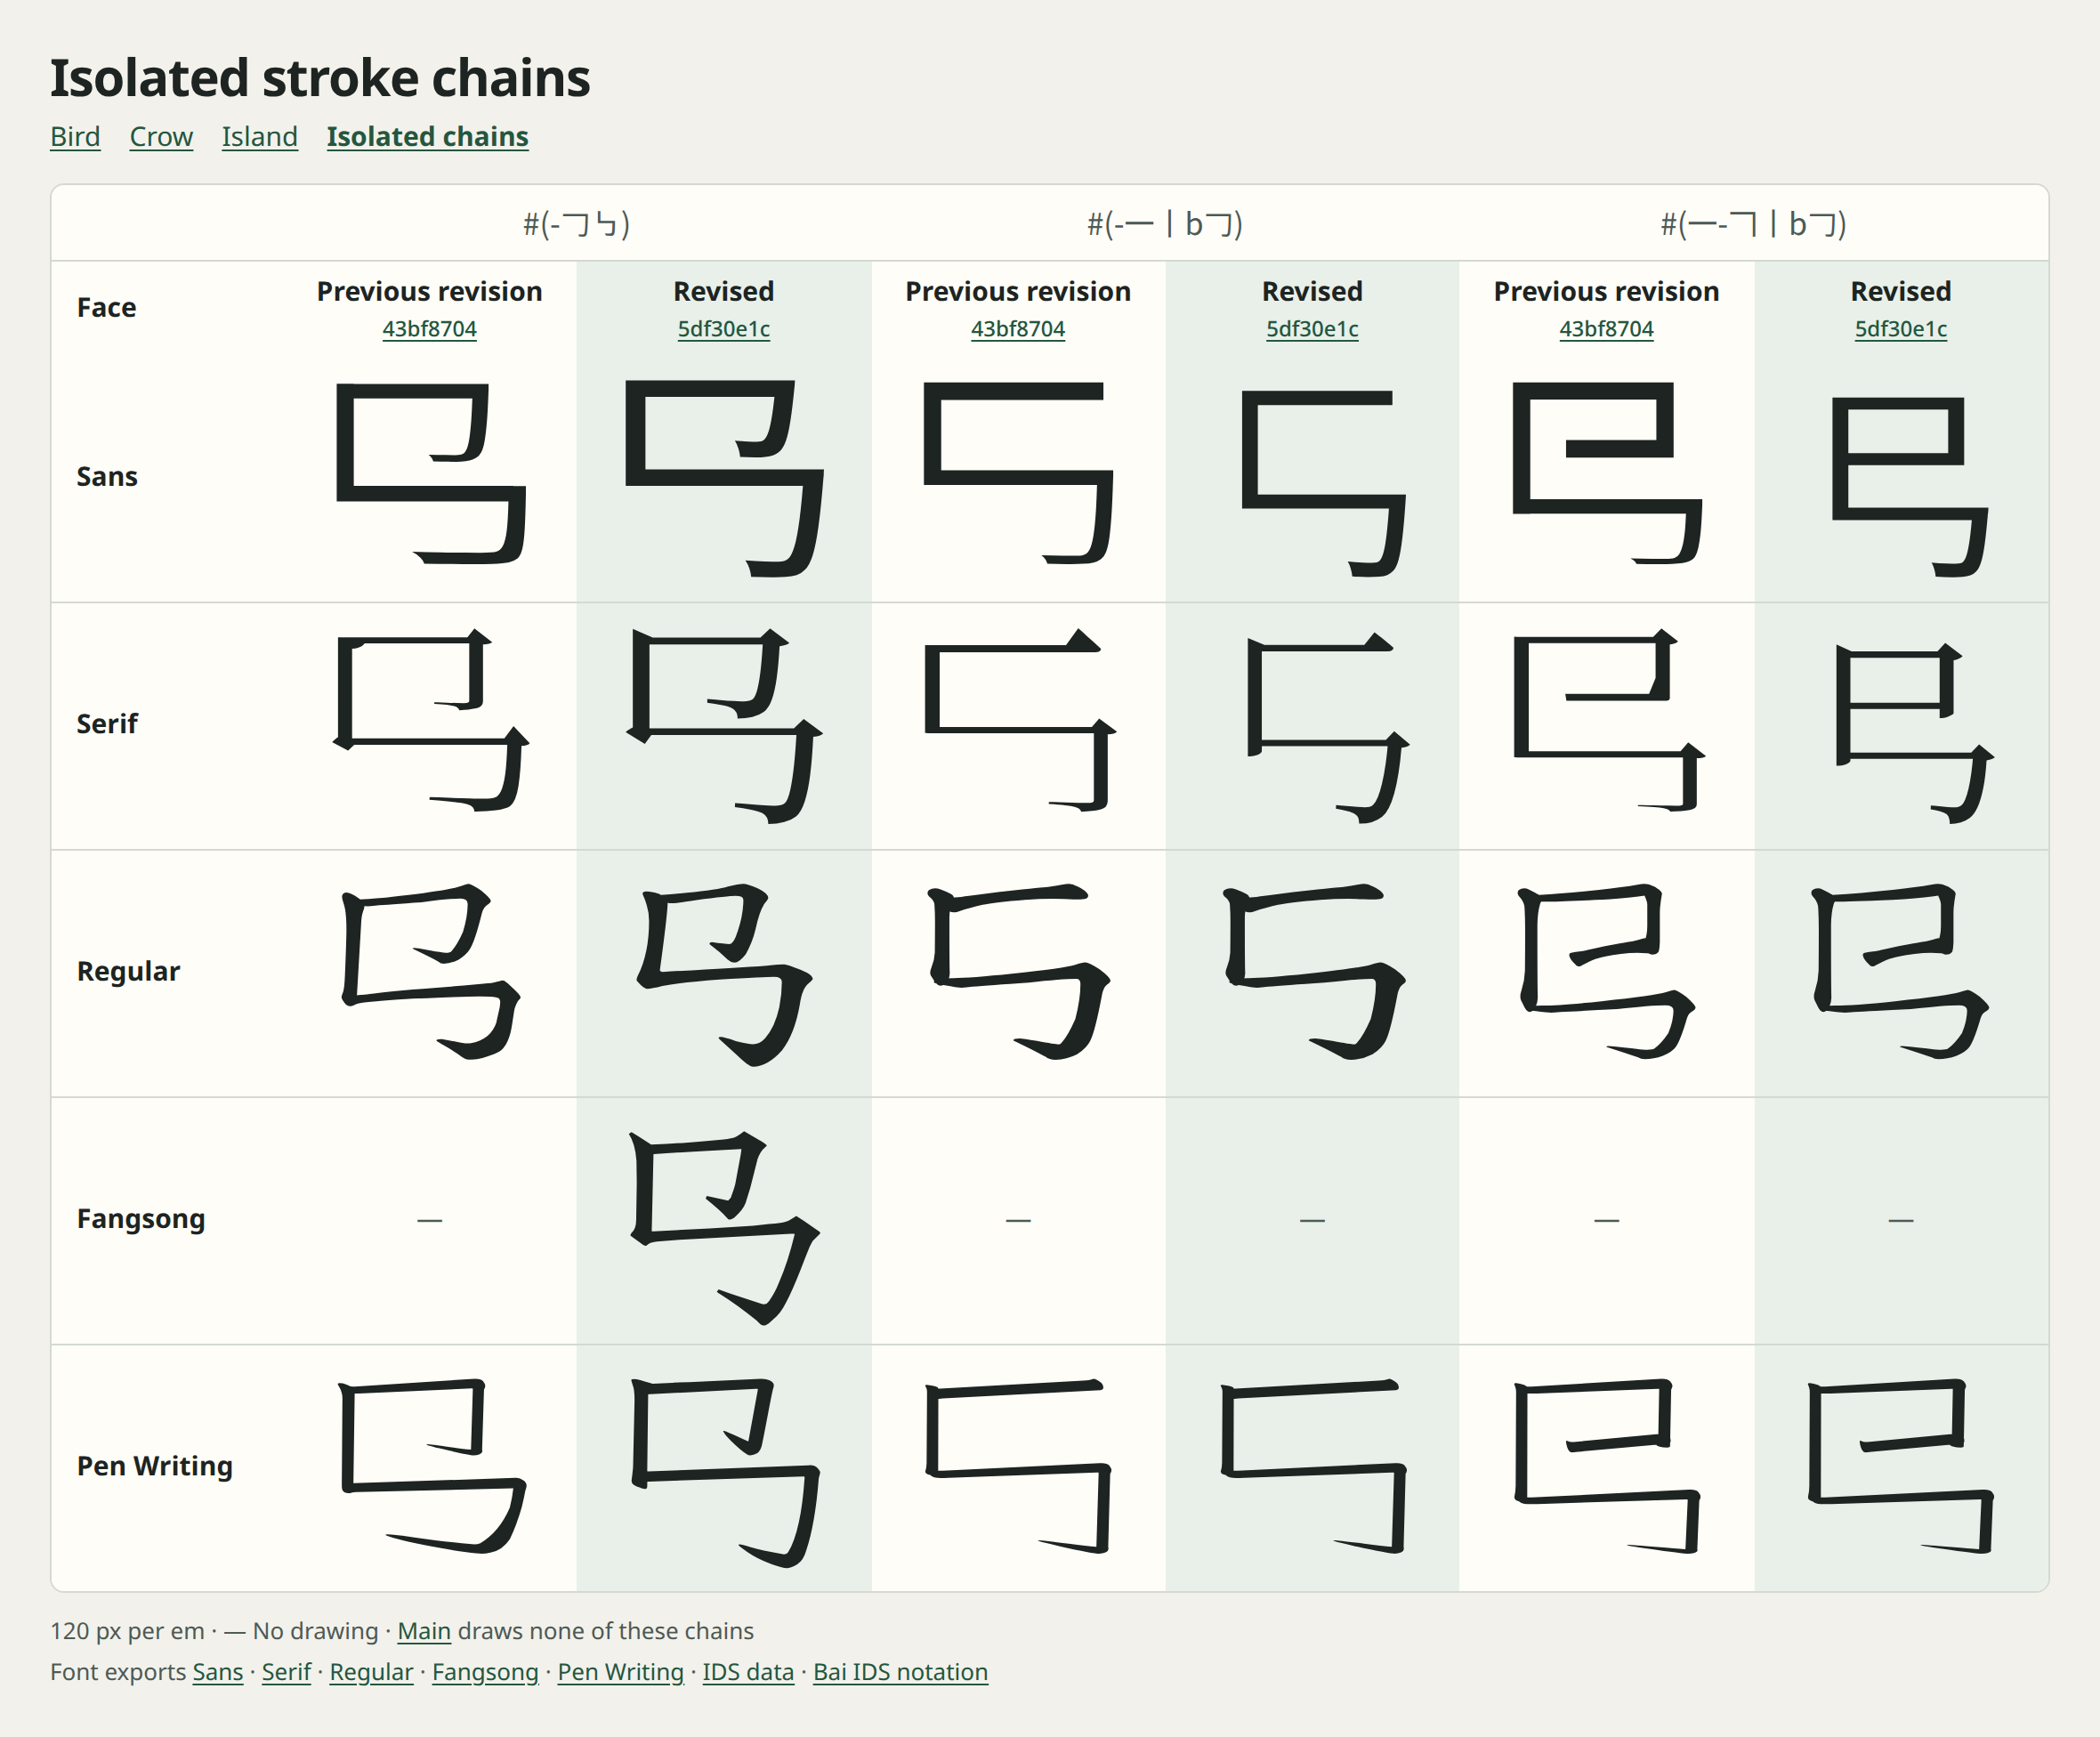 Isolated stroke chains
Bird Crow Island Isolated chains
#(-㇆㇉) #(-一丨b㇆) #(一-㇕丨b㇆)
Face Previous revision Revised Previous revision Revised Previous revision Revised
43bf8704 5df30e1c 43bf8704 5df30e1c 43bf8704 5df30e1c
Sans
Serif
Regular
Fangsong — — — — —
Pen Writing
120 px per em · — No drawing · Main draws none of these chains
Font exports Sans · Serif · Regular · Fangsong · Pen Writing · IDS data · Bai IDS notation